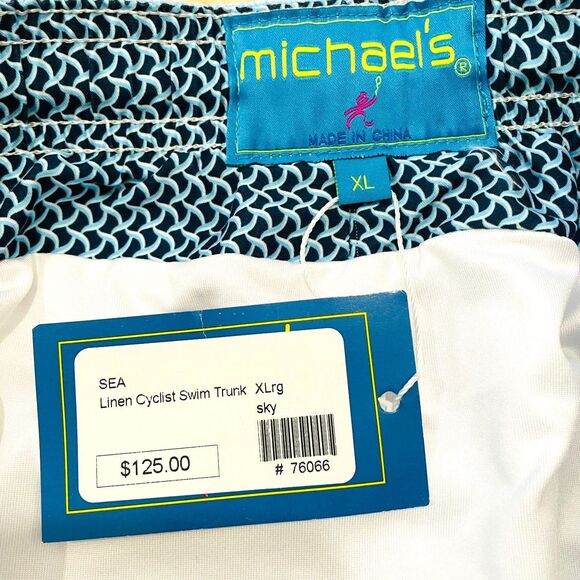 michael's®
MADE IN CHINA
XL
SEA
Linen Cyclist Swim Trunk XLrg
sky
$125.00
# 76066